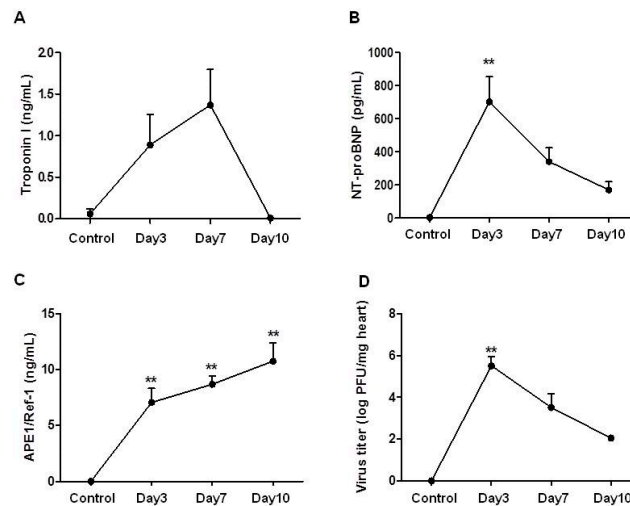 A
Troponin I (ng/mL)
2.0
1.5
1.0
0.5
0.0
Control Day3 Day7 Day10
B
NT-proBNP (pg/mL)
1000
800
600
400
200
0
**
Control Day3 Day7 Day10
C
APE1/Ref-1 (ng/mL)
15
10
5
0
** ** **
Control Day3 Day7 Day10
D
Virus titer (log PFU/mg heart)
8
6
4
2
0
**
Control Day3 Day7 Day10